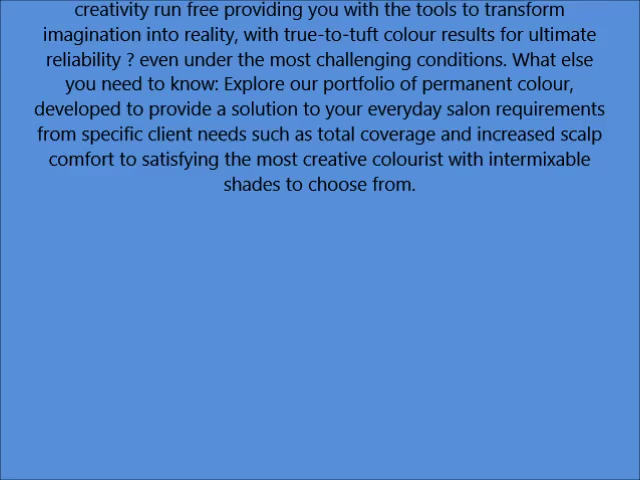 creativity run free providing you with the tools to transform
imagination into reality, with true-to-tuft colour results for ultimate
reliability ? even under the most challenging conditions. What else
you need to know: Explore our portfolio of permanent colour,
developed to provide a solution to your everyday salon requirements
from specific client needs such as total coverage and increased scalp
comfort to satisfying the most creative colourist with intermixable
shades to choose from.